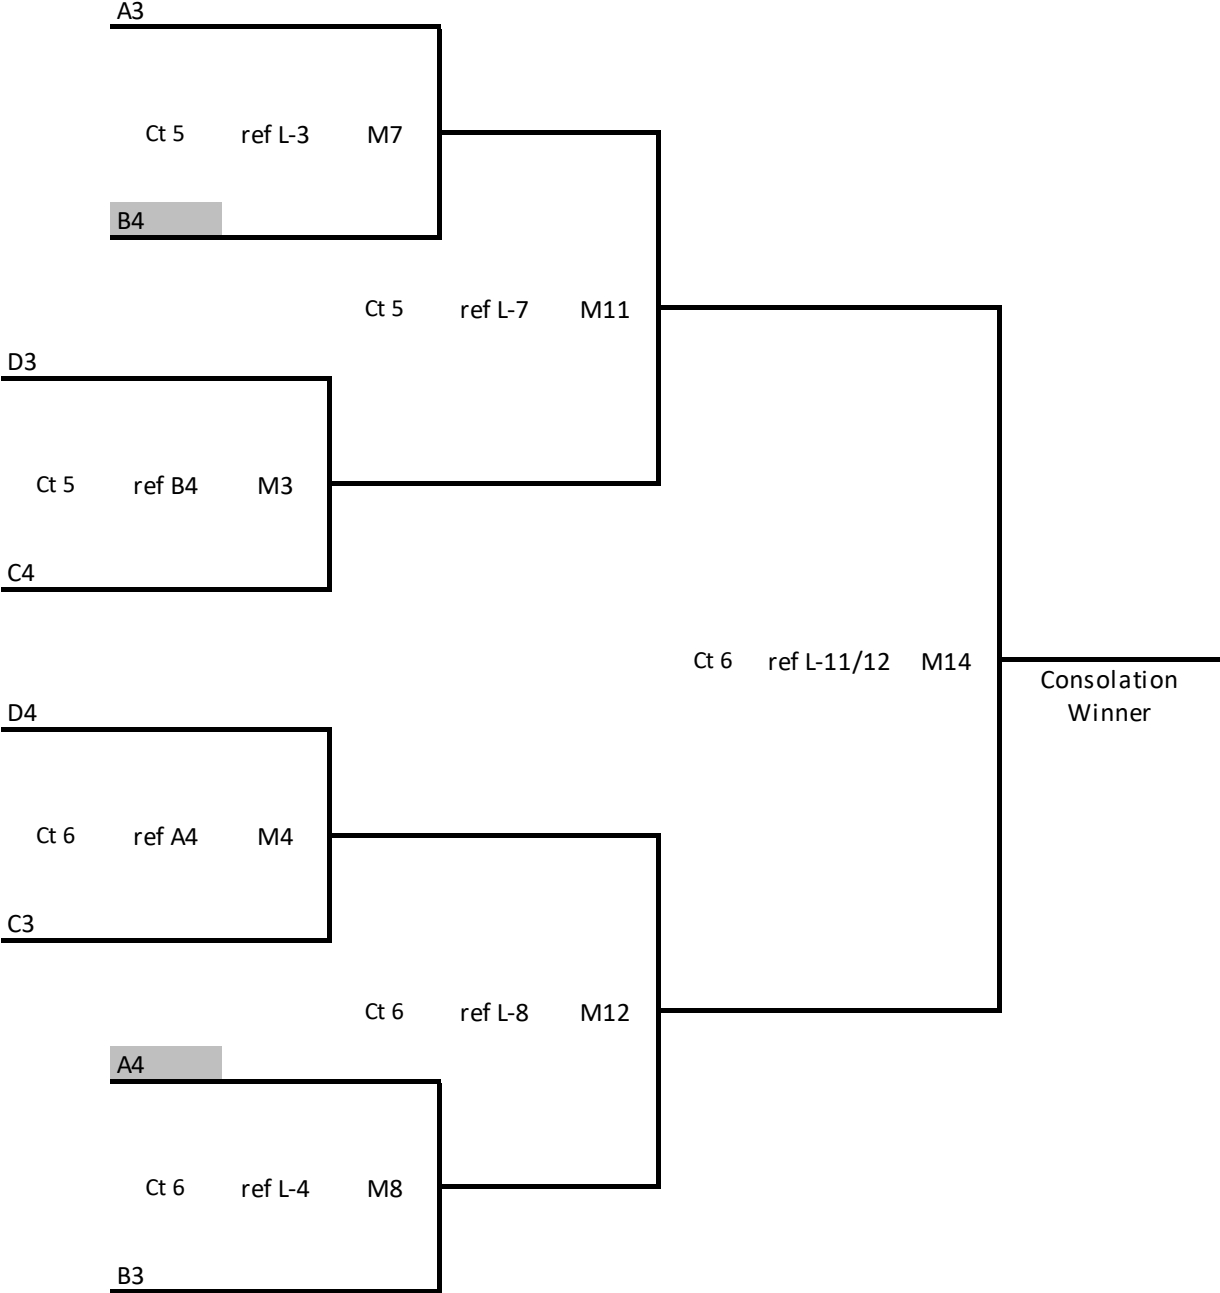 A3
Ct 5 ref L-3 M7
B4
Ct 5 ref L-7 M11
D3
Ct 5 ref B4 M3
C4
Ct 6 ref L-11/12 M14
Consolation
Winner
D4
Ct 6 ref A4 M4
C3
Ct 6 ref L-8 M12
A4
Ct 6 ref L-4 M8
B3